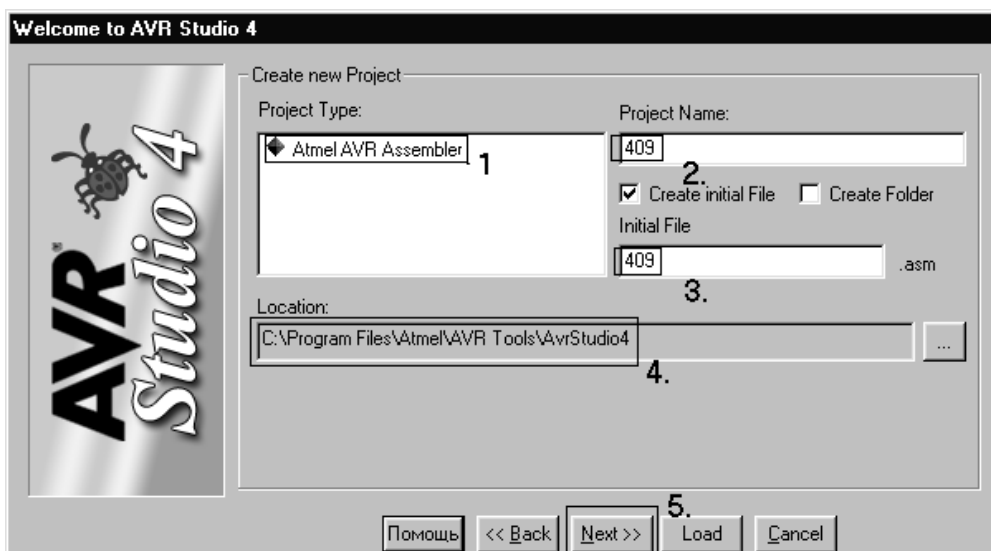 Welcome to AVR Studio 4
Create new Project
Project Type:
Atmel AVR Assembler
1
Project Name:
409
2.
Create initial File
Create Folder
Initial File
409
.asm
3.
Location:
C:\Program Files\Atmel\AVR Tools\AvrStudio4
...
4.
5.
Помощь
<< Back
Next >>
Load
Cancel
AVR®
Studio 4